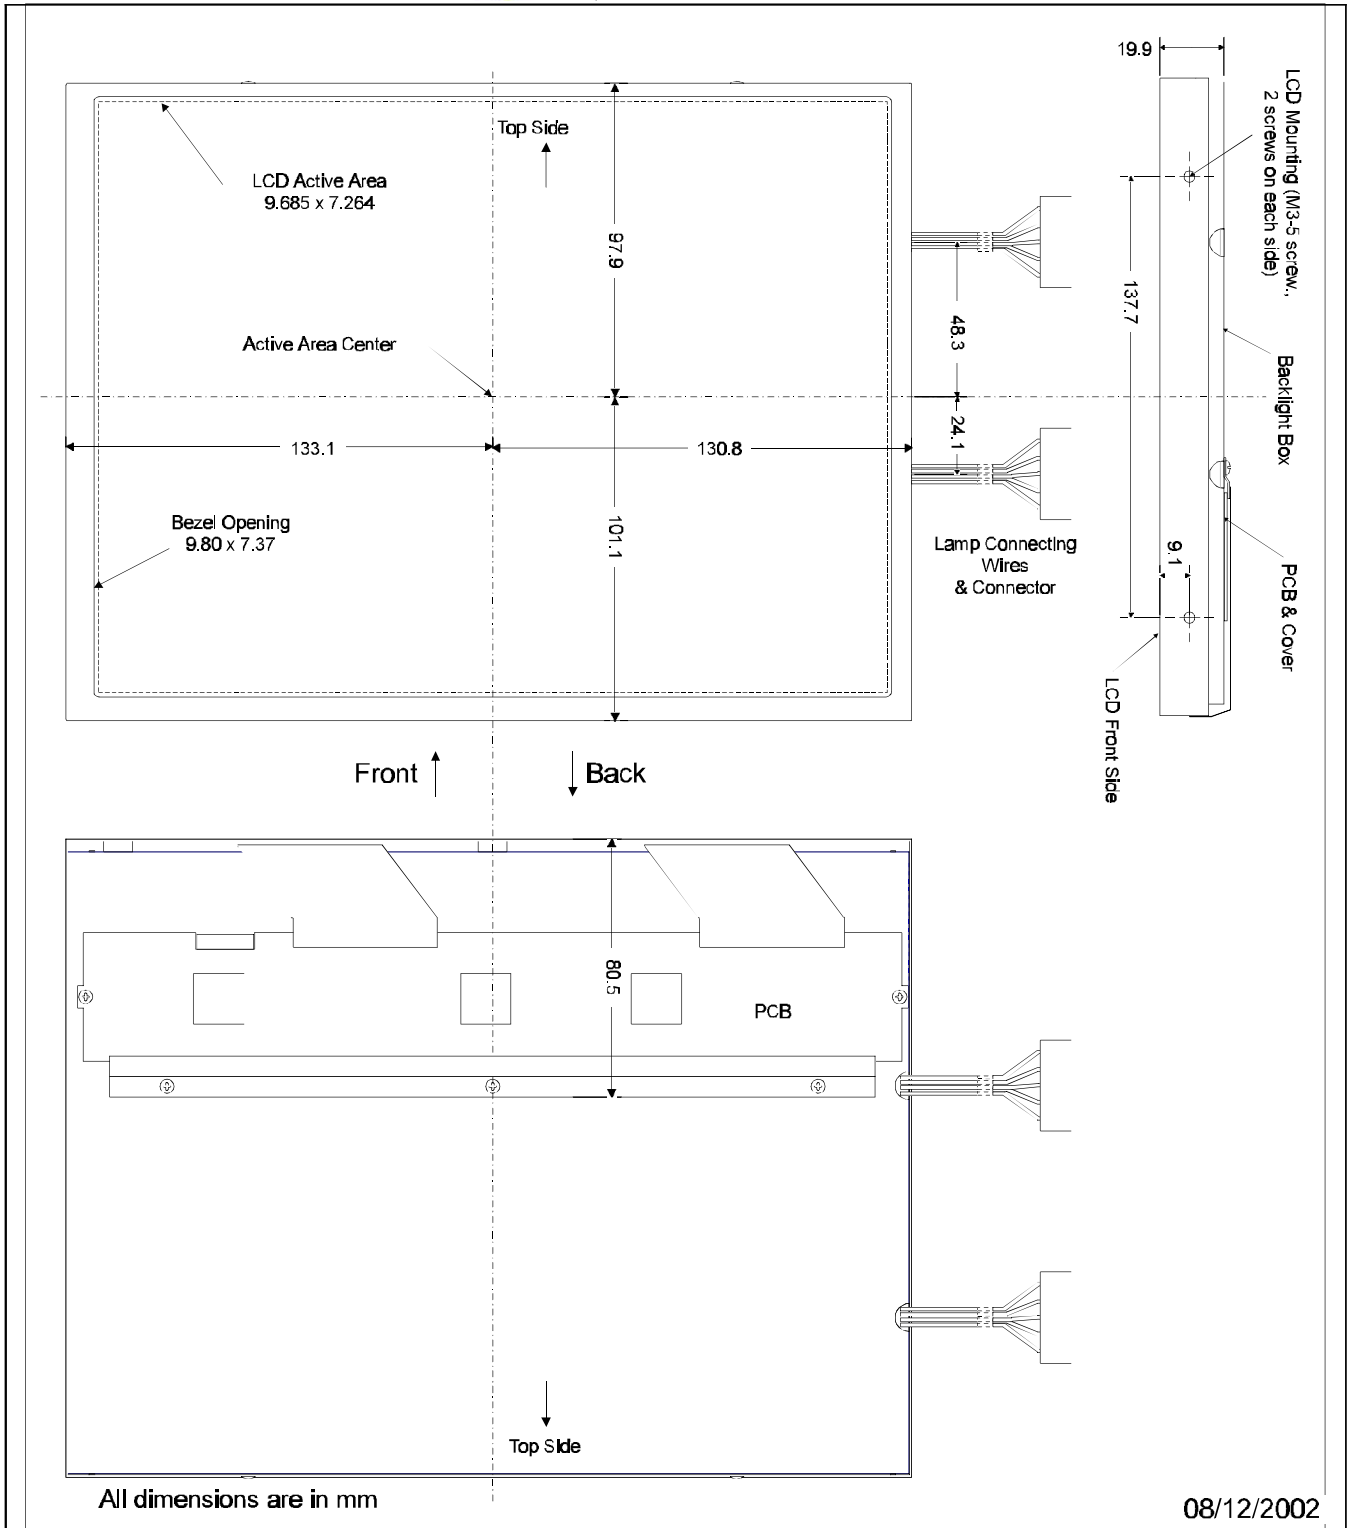 19.9
LCD Mounting (M3-5 screw.,
2 screws on each side)
Top Side
LCD Active Area
9.685 x 7.264
97.9
137.7
48.3
Active Area Center
Backlight Box
24.1
133.1
130.8
Bezel Opening
9.80 x 7.37
101.1
Lamp Connecting
Wires
& Connector
9.1
PCB & Cover
LCD Front Side
Front
Back
80.5
PCB
Top Side
All dimensions are in mm
08/12/2002